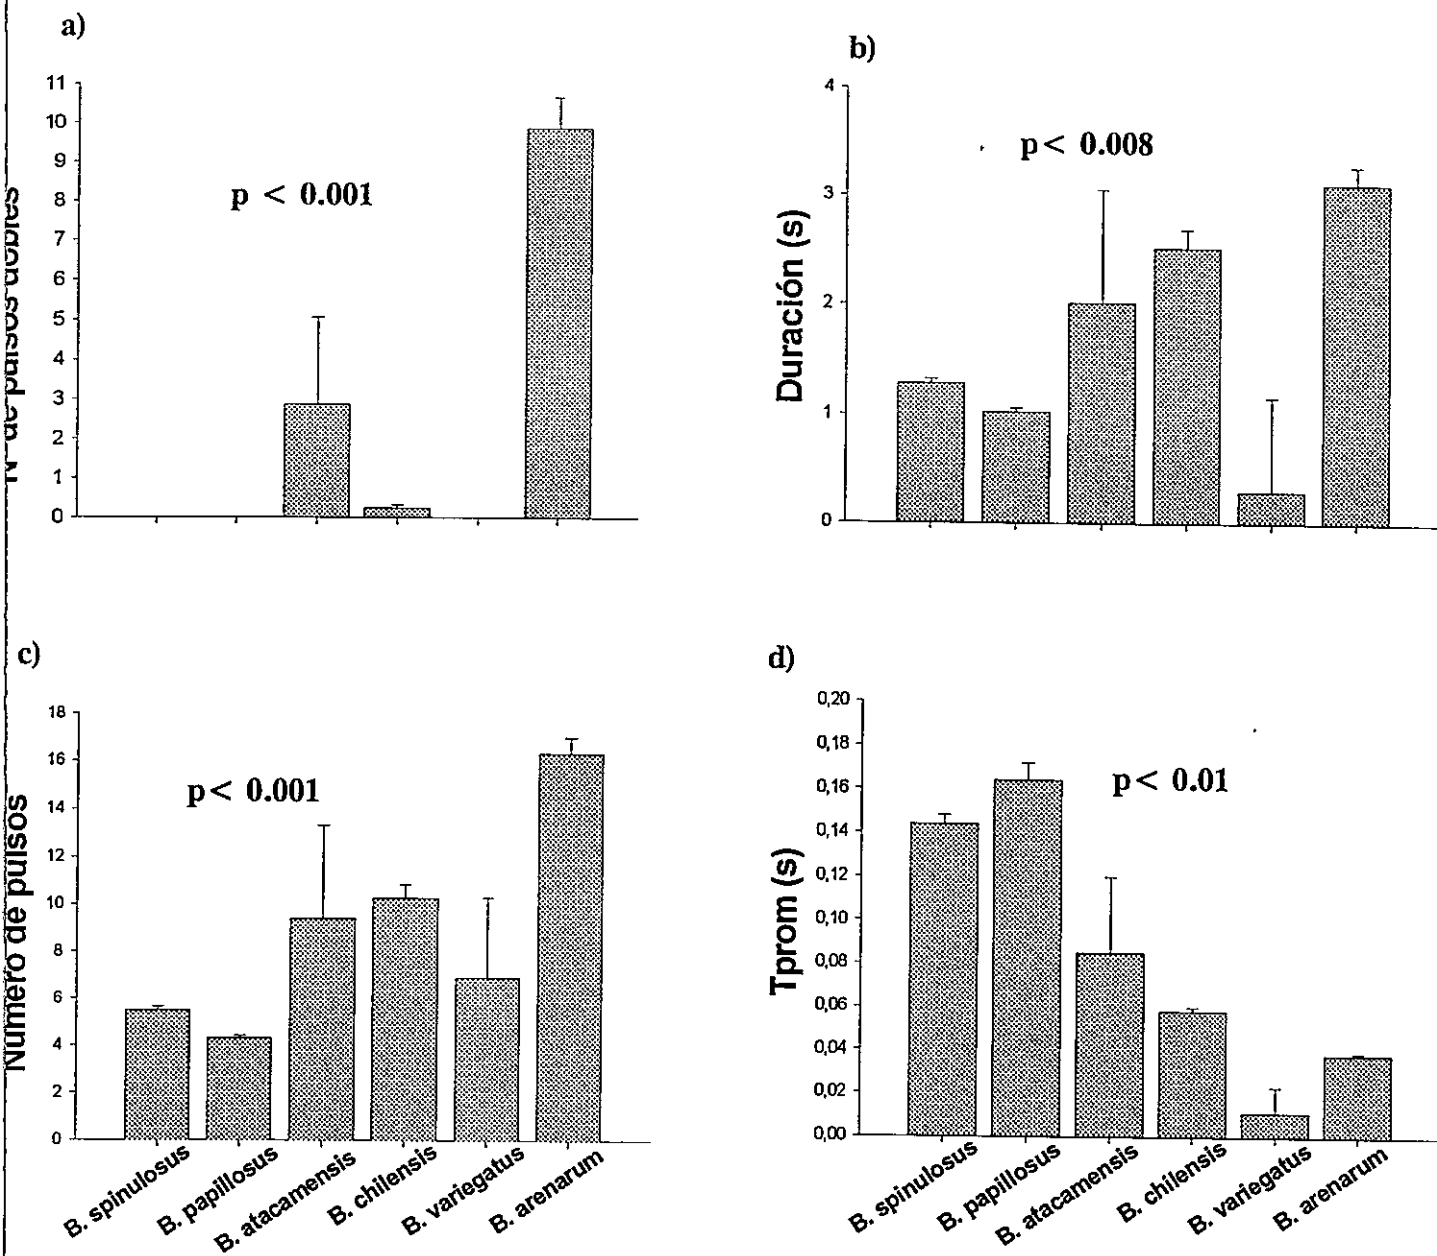 a)
11
10
9
8
7
6
5
4
3
2
1
0
p < 0.001
b)
Duración (s)
4
3
2
1
0
p< 0.008
c)
Número de pulsos
18
16
14
12
10
8
6
4
2
0
p< 0.001
B. spinulosus
B. papillosus
B. atacamensis
B. chilensis
B. variegatus
B. arenarum
d)
Tprom (s)
0,20
0,18
0,16
0,14
0,12
0,10
0,08
0,06
0,04
0,02
0,00
p< 0.01
B. spinulosus
B. papillosus
B. atacamensis
B. chilensis
B. variegatus
B. arenarum